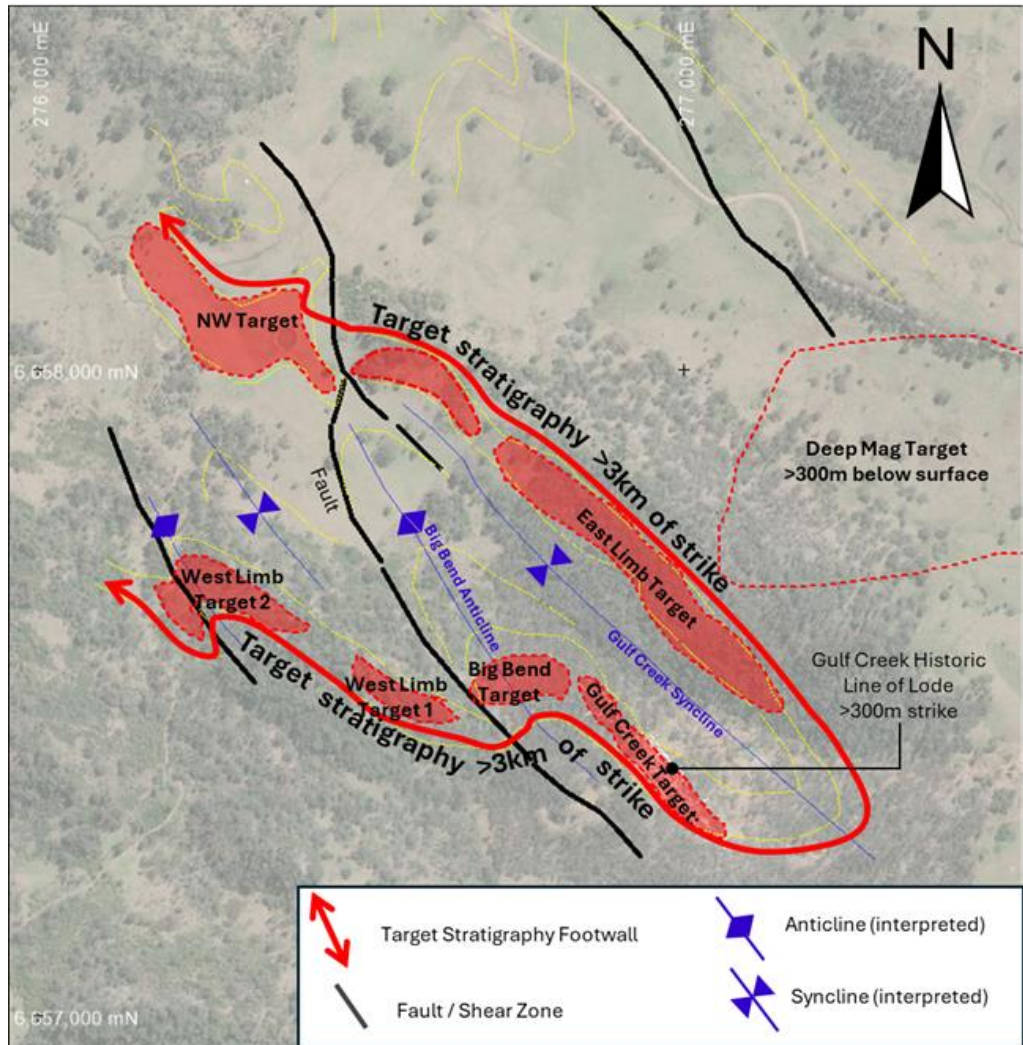 276,000 mE
277,000 mE
N
NW Target
Target stratigraphy >3km of strike
6,658,000 mN
Deep Mag Target
>300m below surface
Fault
Big Bend Anticline
East Limb Target
West Limb
Target 2
Gulf Creek Syncline
Gulf Creek Historic
Line of Lode
>300m strike
Big Bend
Target
West Limb
Target 1
Gulf Creek Target
Target stratigraphy >3km of strike
Target Stratigraphy Footwall
Anticline (interpreted)
Fault / Shear Zone
Syncline (interpreted)
6,657,000 mN